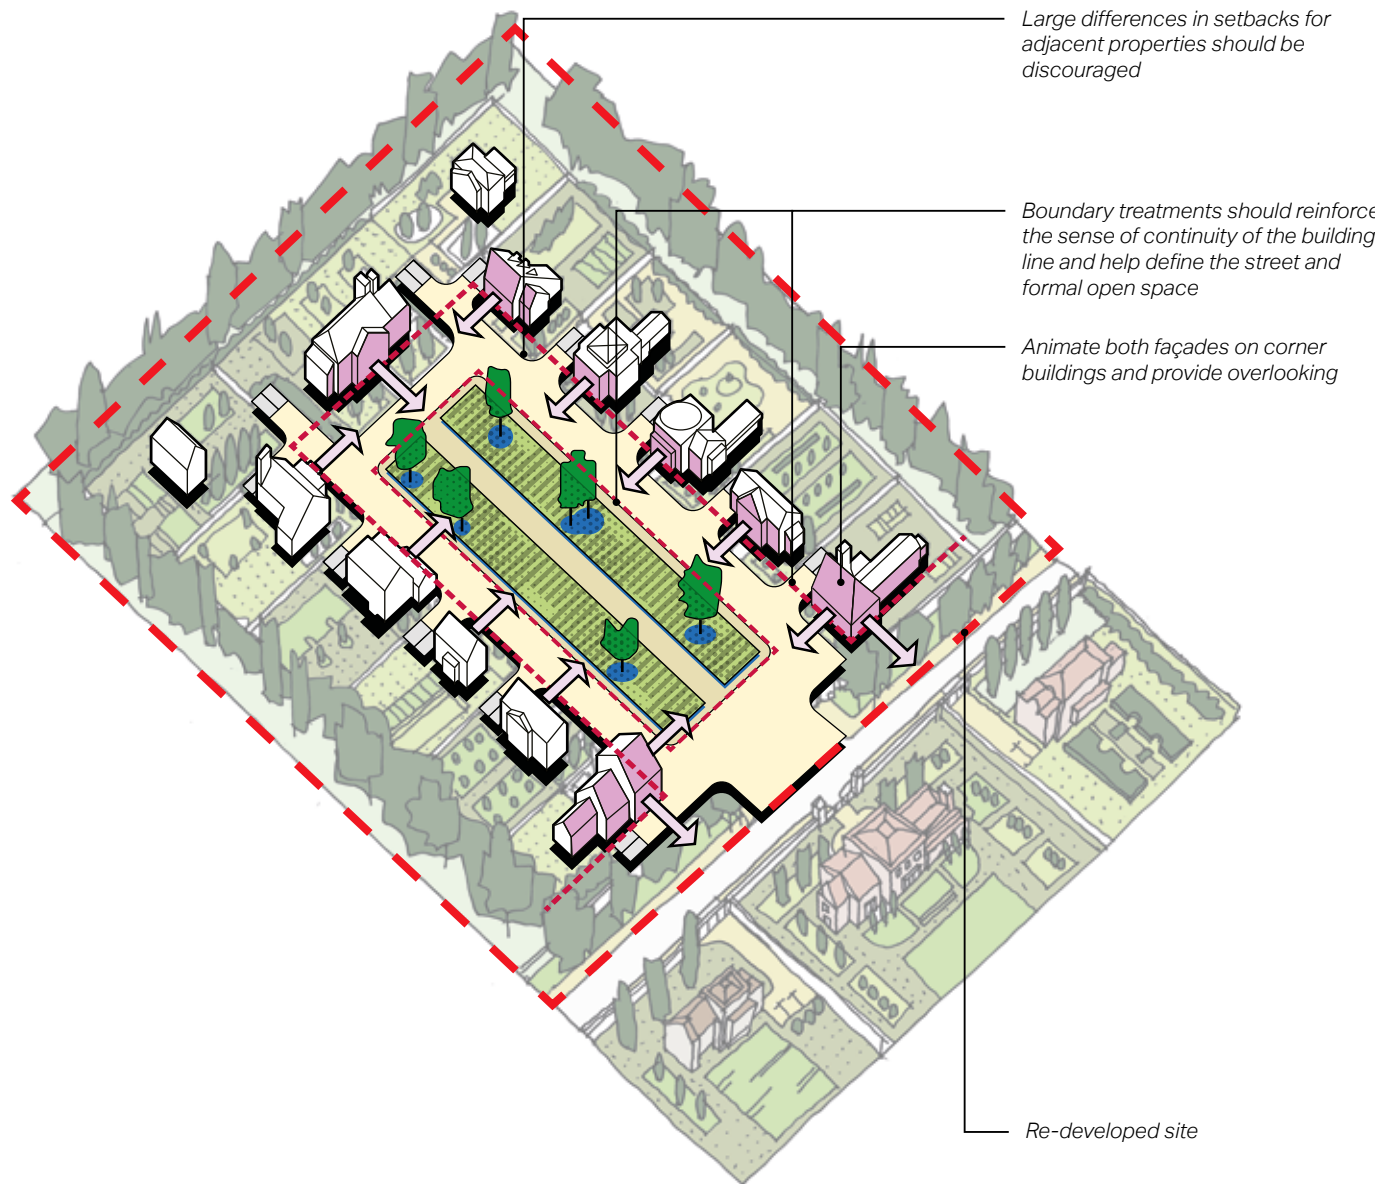 Large differences in setbacks for
adjacent properties should be
discouraged
Boundary treatments should reinforce
the sense of continuity of the building
line and help define the street and
formal open space
Animate both façades on corner
buildings and provide overlooking
Re-developed site